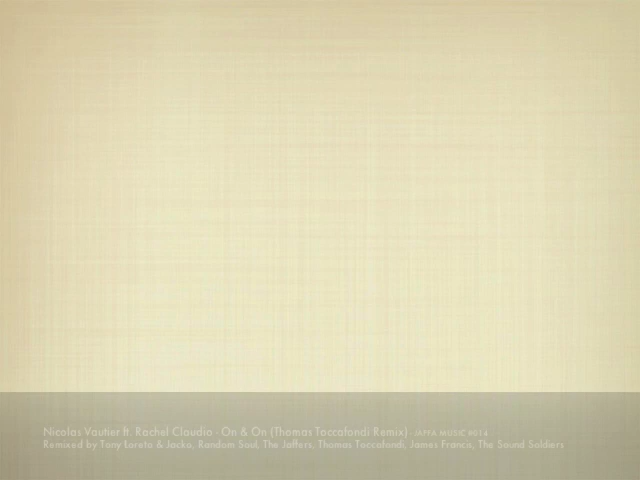 Nicolas Vautier ft. Rachel Claudio - On & On (Thomas Toccafondi Remix) - JAFFA MUSIC #014
Remixed by Tony Loreto & Jacko, Random Soul, The Jaffers, Thomas Toccafondi, James Franco, The Sound Soldiers